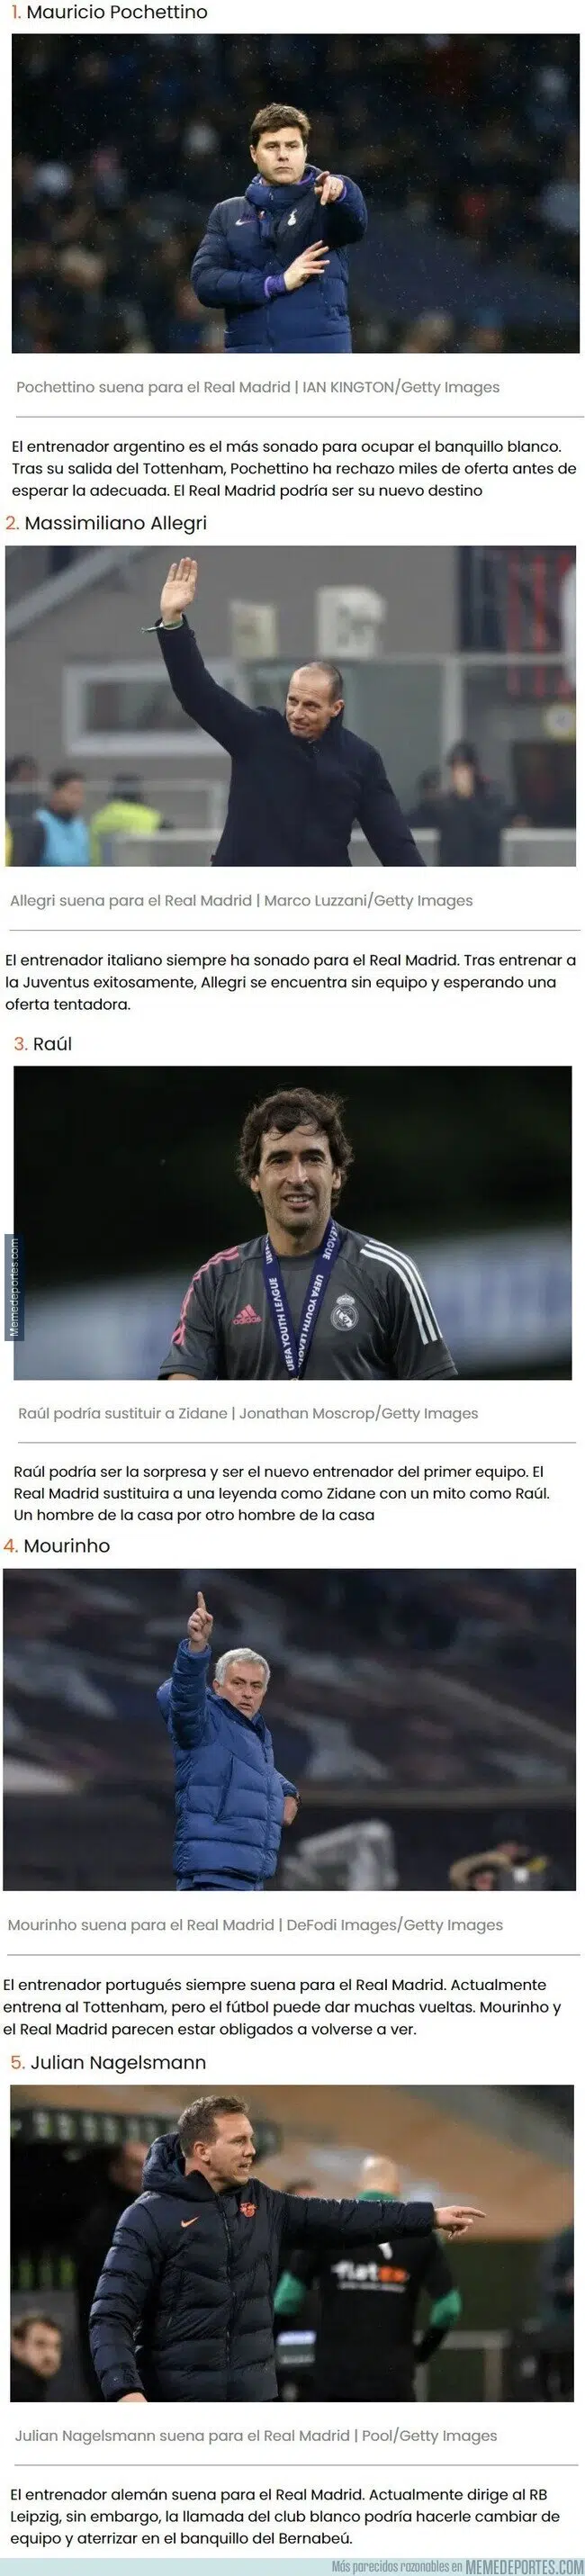 1. Mauricio Pochettino
Pochettino suena para el Real Madrid | IAN KINGTON/Getty Images
El entrenador argentino es el más sonado para ocupar el banquillo blanco.
Tras su salida del Tottenham, Pochettino ha rechazo miles de oferta antes de
esperar la adecuada. El Real Madrid podría ser su nuevo destino
2. Massimiliano Allegri
Allegri suena para el Real Madrid | Marco Luzzani/Getty Images
El entrenador italiano siempre ha sonado para el Real Madrid. Tras entrenar a
la Juventus exitosamente, Allegri se encuentra sin equipo y esperando una
oferta tentadora.
3. Raúl
adidas
UEFA YOUTH LEAGUE
UEFA YOUTH LEAGUE
Memedeportes.com
Raúl podría sustituir a Zidane | Jonathan Moscrop/Getty Images
Raúl podría ser la sorpresa y ser el nuevo entrenador del primer equipo. El
Real Madrid sustituira a una leyenda como Zidane con un mito como Raúl.
Un hombre de la casa por otro hombre de la casa
4. Mourinho
Mourinho suena para el Real Madrid | DeFodi Images/Getty Images
El entrenador portugués siempre suena para el Real Madrid. Actualmente
entrena al Tottenham, pero el fútbol puede dar muchas vueltas. Mourinho y
el Real Madrid parecen estar obligados a volverse a ver.
5. Julian Nagelsmann
flatex
Julian Nagelsmann suena para el Real Madrid | Pool/Getty Images
El entrenador alemán suena para el Real Madrid. Actualmente dirige al RB
Leipzig, sin embargo, la llamada del club blanco podría hacerle cambiar de
equipo y aterrizar en el banquillo del Bernabeú.
Más parecidos razonables en MEMEDEPORTES.COM